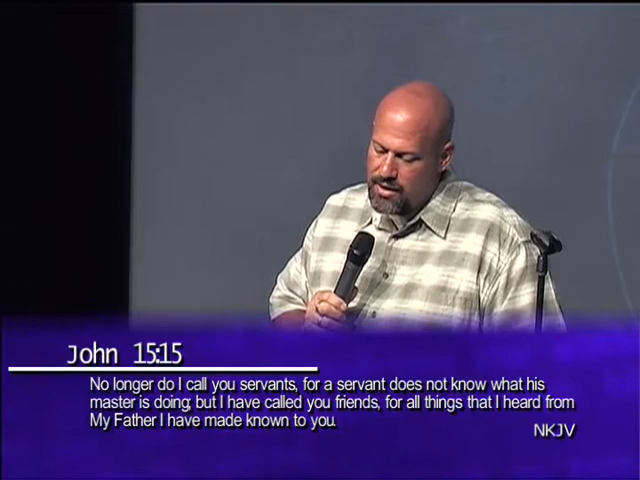 John 15:15
No longer do I call you servants, for a servant does not know what his
master is doing; but I have called you friends, for all things that I heard from
My Father I have made known to you.
NKJV